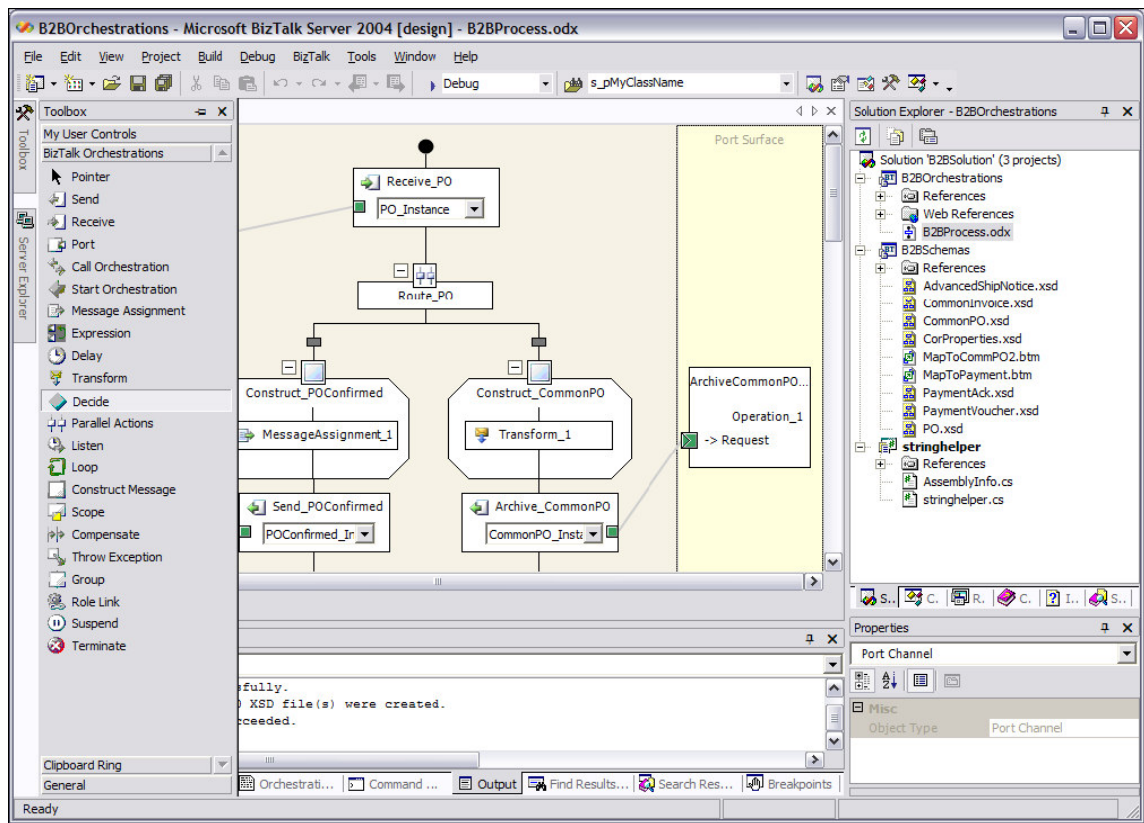 B2BOrchestrations - Microsoft BizTalk Server 2004 [design] - B2BProcess.odx
File Edit View Project Build Debug BizTalk Tools Window Help
Debug s_pMyClassName
Toolbox
Server Explorer
Toolbox
My User Controls
BizTalk Orchestrations
Pointer
Send
Receive
Port
Call Orchestration
Start Orchestration
Message Assignment
Expression
Delay
Transform
Decide
Parallel Actions
Listen
Loop
Construct Message
Scope
Compensate
Throw Exception
Group
Role Link
Suspend
Terminate
Clipboard Ring
General
Receive_PO
PO_Instance
Route_PO
Construct_POConfirmed
MessageAssignment_1
Send_POConfirmed
POConfirmed_Ir
Construct_CommonPO
Transform_1
Archive_CommonPO
CommonPO_Insta
Port Surface
ArchiveCommonPO...
Operation_1
-> Request
sfully.
XSD file(s) were created.
cceeded.
Orchestrati... Command ... Output Find Results... Search Res... Breakpoints
Solution Explorer - B2BOrchestrations
Solution 'B2BSolution' (3 projects)
B2BOrchestrations
References
Web References
B2BProcess.odx
B2BSchemas
References
AdvancedShipNotice.xsd
CommonInvoice.xsd
CommonPO.xsd
CorProperties.xsd
MapToCommPO2.btm
MapToPayment.btm
PaymentAck.xsd
PaymentVoucher.xsd
PO.xsd
stringhelper
References
AssemblyInfo.cs
stringhelper.cs
S.. C. R. C. I.. S..
Properties
Port Channel
Misc
Object Type Port Channel
Ready